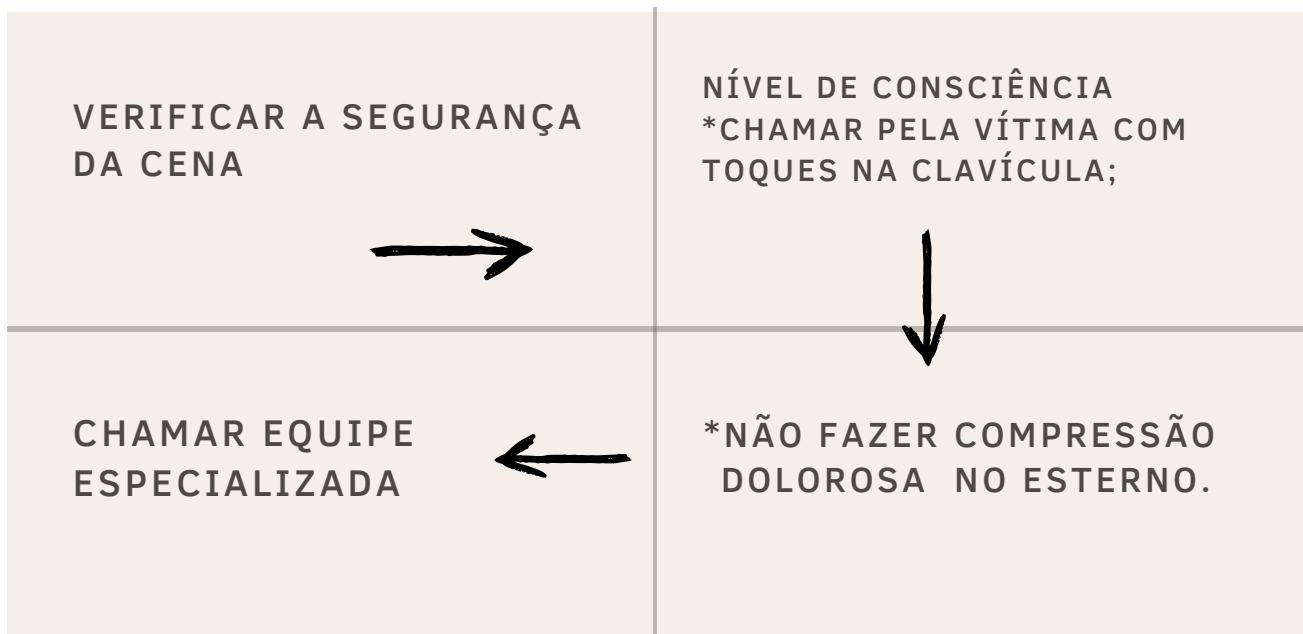 VERIFICAR A SEGURANÇA
DA CENA
NÍVEL DE CONSCIÊNCIA
*CHAMAR PELA VÍTIMA COM
TOQUES NA CLAVÍCULA;
*NÃO FAZER COMPRESSÃO
DOLOROSA NO ESTERNO.
CHAMAR EQUIPE
ESPECIALIZADA